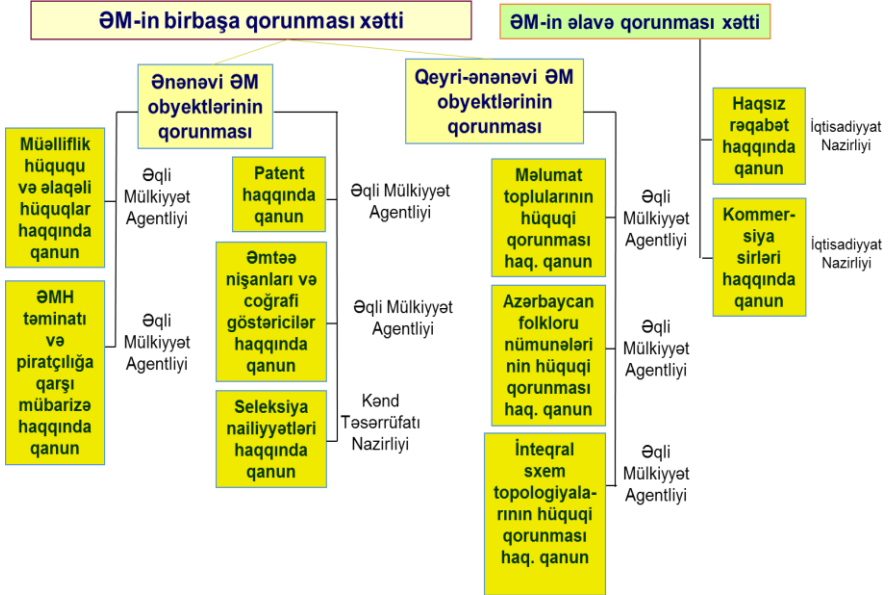 ƏM-in birbaşa qorunması xətti
ƏM-in əlavə qorunması xətti
Ənənəvi ƏM
obyektlərinin
qorunması
Qeyri-ənənəvi ƏM
obyektlərinin
qorunması
Müəlliflik
hüququ
və əlaqəli
hüquqlar
haqqında
qanun
Əqli
Mülkiyyət
Agentliyi
ƏMH
təminatı
və
piratçılığa
qarşı
mübarizə
haqqında
qanun
Əqli
Mülkiyyət
Agentliyi
Patent
haqqında
qanun
Əqli Mülkiyyət
Agentliyi
Əmtəə
nişanları və
coğrafi
göstəricilər
haqqında
qanun
Əqli Mülkiyyət
Agentliyi
Seleksiya
nailiyyətləri
haqqında
qanun
Kənd
Təsərrüfatı
Nazirliyi
Məlumat
toplularının
hüquqi
qorunması
haq. qanun
Əqli
Mülkiyyət
Agentliyi
Azərbaycan
folkloru
nümunələri
nin hüquqi
qorunması
haq. qanun
Əqli
Mülkiyyət
Agentliyi
İnteqral
sxem
topologiyala-
rının hüquqi
qorunması
haq. qanun
Əqli
Mülkiyyət
Agentliyi
Haqsız
rəqabət
haqqında
qanun
İqtisadiyyat
Nazirliyi
Kommer-
siya
sirləri
haqqında
qanun
İqtisadiyyat
Nazirliyi